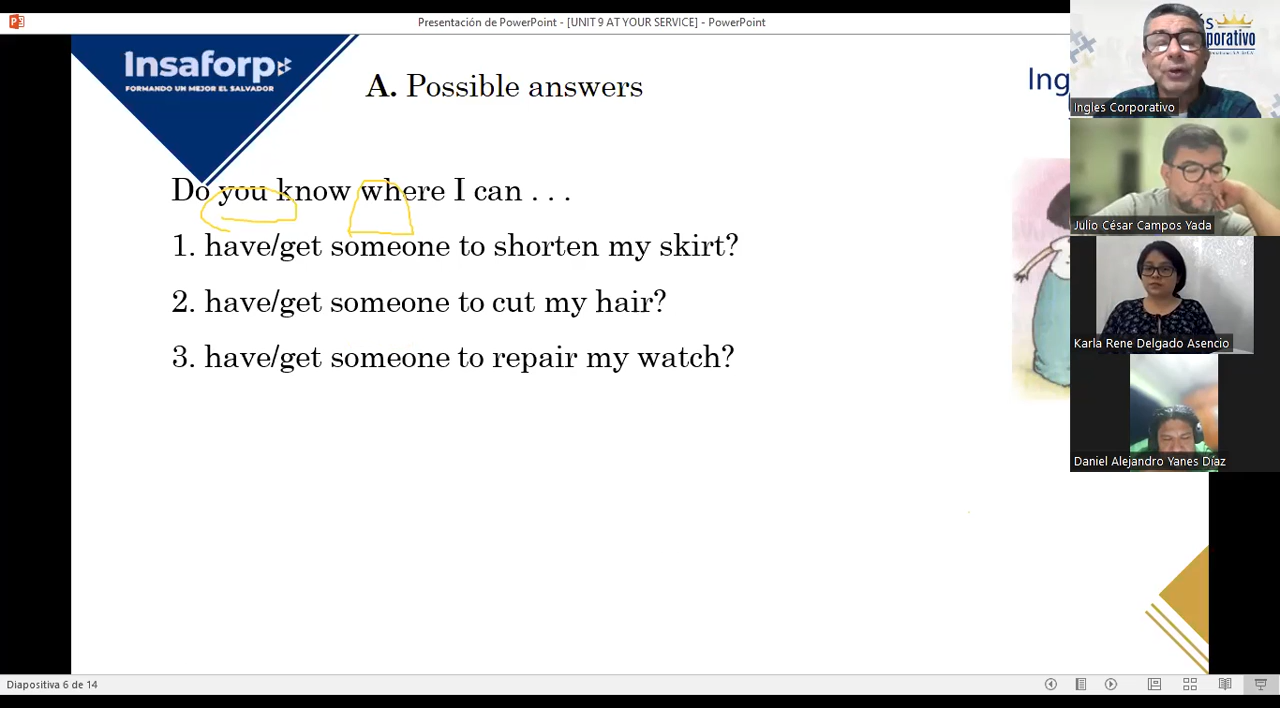 Presentación de PowerPoint - [UNIT 9 AT YOUR SERVICE] - PowerPoint
Insaforp
FORMANDO UN MEJOR EL SALVADOR
A. Possible answers
Ing
Do you know where I can . . .
1. have/get someone to shorten my skirt?
2. have/get someone to cut my hair?
3. have/get someone to repair my watch?
Ingles Corporativo
Julio César Campos Yada
Karla Rene Delgado Asencio
Daniel Alejandro Yanes Díaz
Diapositiva 6 de 14